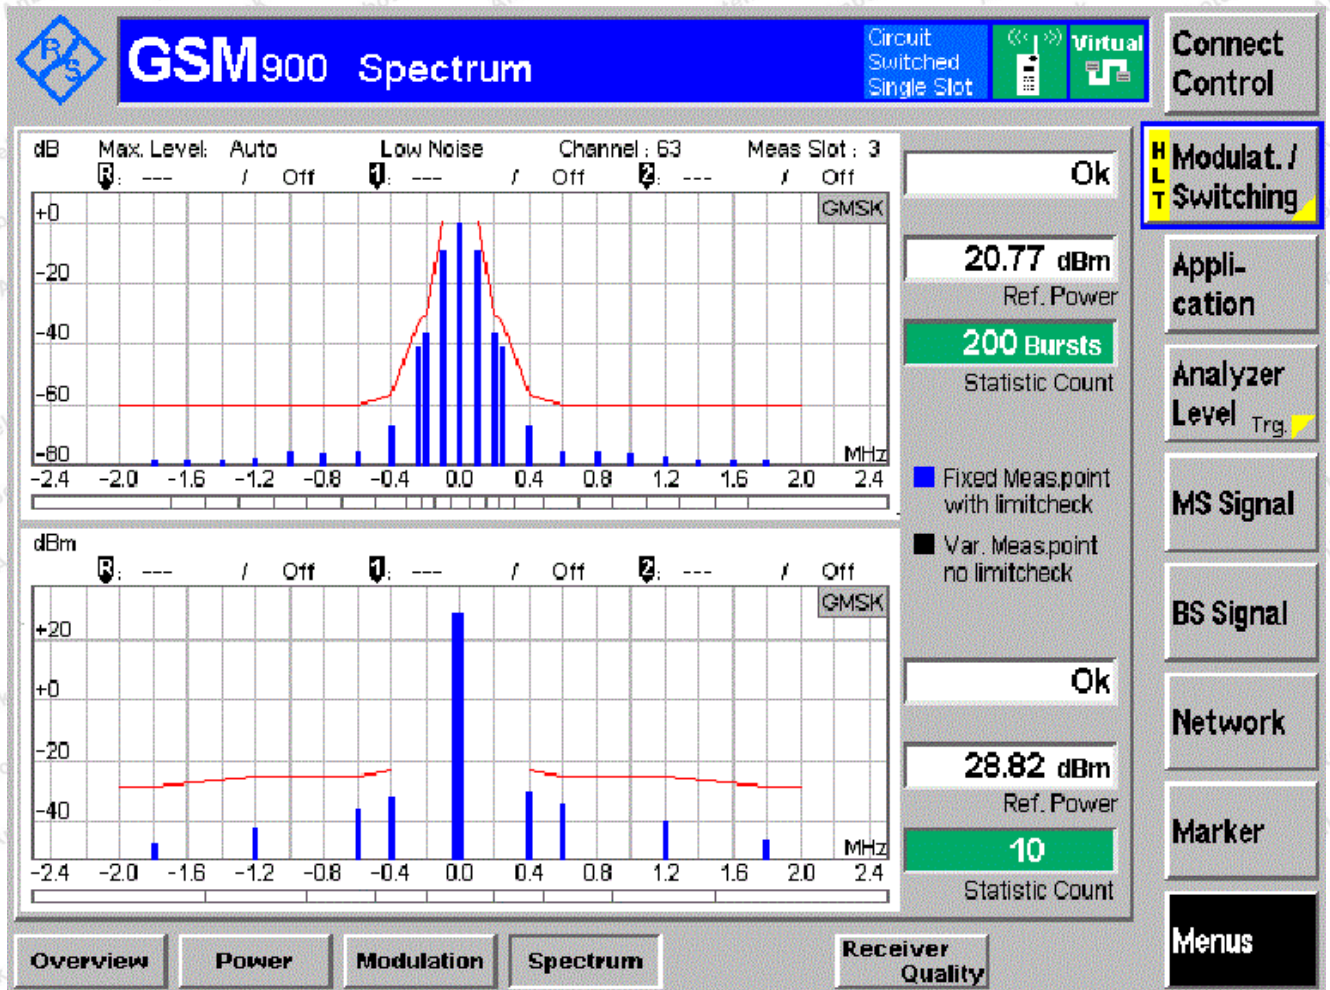 R S
GSM900 Spectrum
Circuit
Switched
Single Slot
Virtual
Connect
Control
dB Max. Level: Auto Low Noise Channel : 63 Meas Slot : 3
R : --- / Off 1 : --- / Off 2 : --- / Off
GMSK
+0
-20
-40
-60
-80
MHz
-2.4 -2.0 -1.6 -1.2 -0.8 -0.4 0.0 0.4 0.8 1.2 1.6 2.0 2.4
Ok
20.77 dBm
Ref. Power
200 Bursts
Statistic Count
Fixed Meas.point
with limitcheck
Var. Meas.point
no limitcheck
dBm
R : --- / Off 1 : --- / Off 2 : --- / Off
GMSK
+20
+0
-20
-40
MHz
-2.4 -2.0 -1.6 -1.2 -0.8 -0.4 0.0 0.4 0.8 1.2 1.6 2.0 2.4
Ok
28.82 dBm
Ref. Power
10
Statistic Count
HLT
Modulat. /
Switching
Appli-
cation
Analyzer
Level Trg.
MS Signal
BS Signal
Network
Marker
Menus
Overview Power Modulation Spectrum
Receiver
Quality